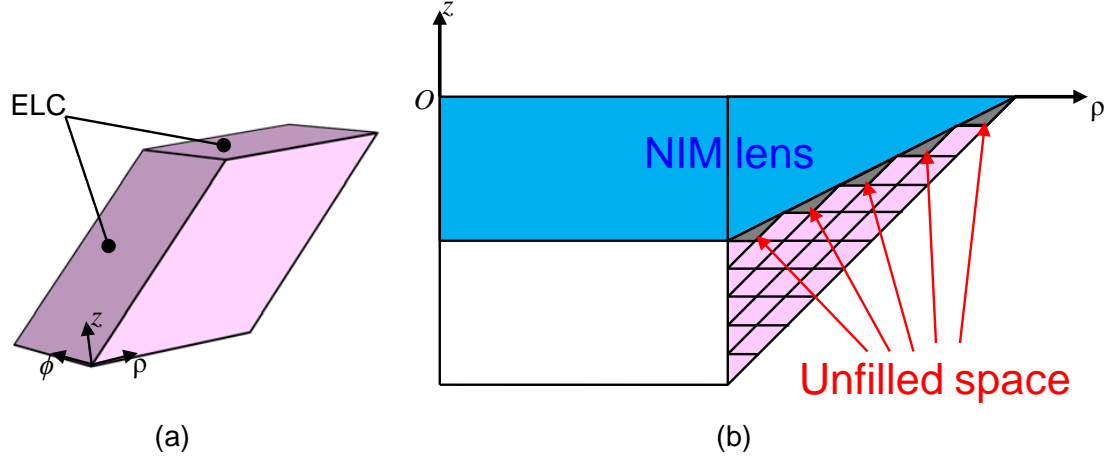 ELC
z
ϕ
ρ
(a)
z
O
ρ
NIM lens
Unfilled space
(b)